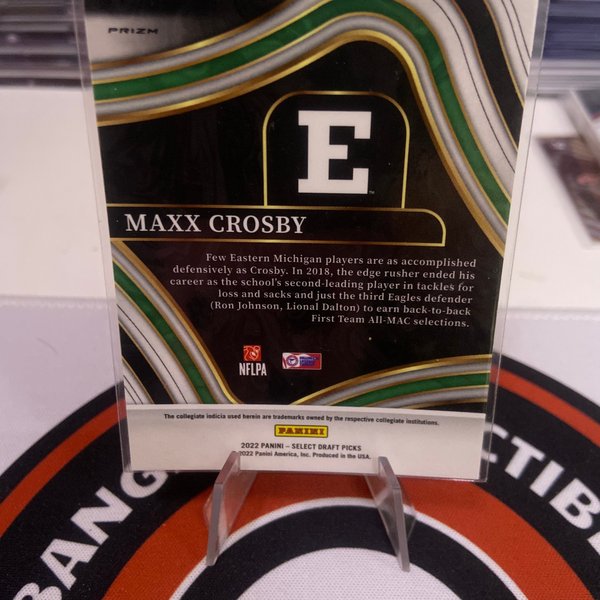 PRIZM
E
MAXX CROSBY
Few Eastern Michigan players are as accomplished
defensively as Crosby. In 2018, the edge rusher ended his
career as the school's second-leading player in tackles for
loss and sacks and just the third Eagles defender
(Ron Johnson, Lional Dalton) to earn back-to-back
First Team All-MAC selections.
NFLPA
The collegiate indicia used herein are trademarks owned by the respective collegiate institutions.
PANINI
2022 PANINI – SELECT DRAFT PICKS
2022 Panini America, Inc. Produced in the USA.